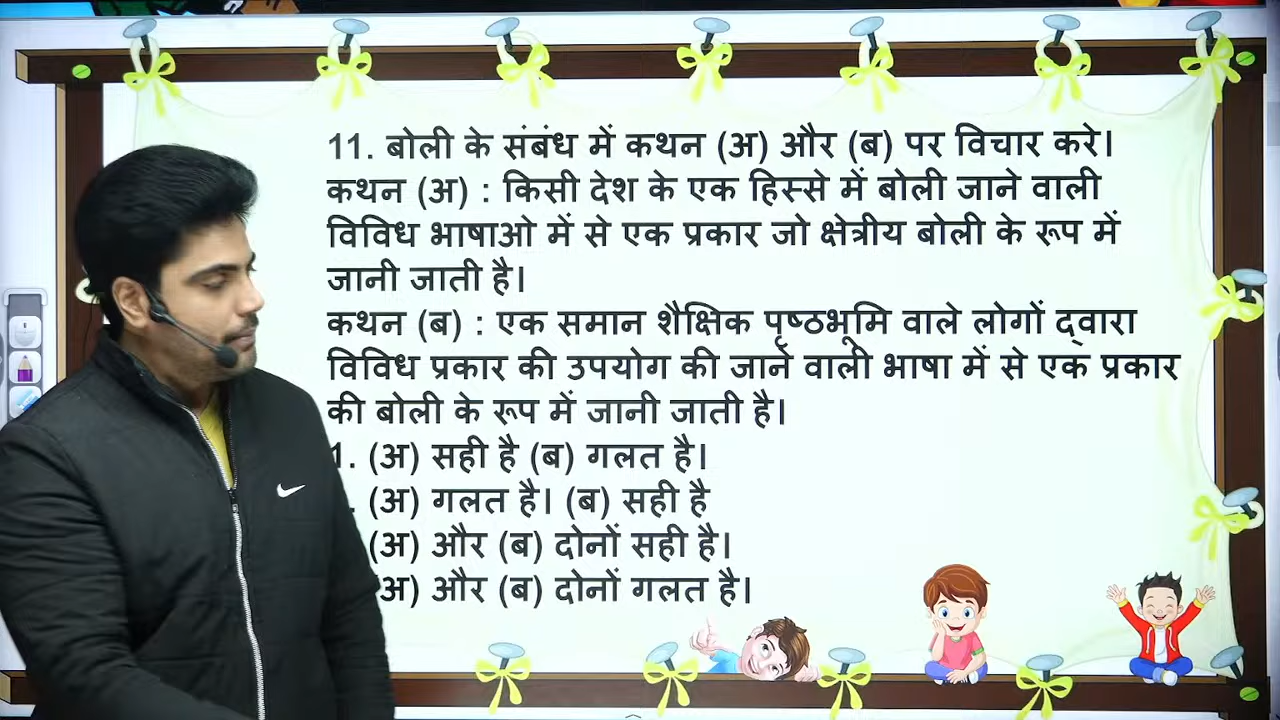 11. बोली के संबंध में कथन (अ) और (ब) पर विचार करे।
कथन (अ) : किसी देश के एक हिस्से में बोली जाने वाली
विविध भाषाओ में से एक प्रकार जो क्षेत्रीय बोली के रूप में
जानी जाती है।
कथन (ब) : एक समान शैक्षिक पृष्ठभूमि वाले लोगों द्वारा
विविध प्रकार की उपयोग की जाने वाली भाषा में से एक प्रकार
की बोली के रूप में जानी जाती है।
1. (अ) सही है (ब) गलत है।
. (अ) गलत है। (ब) सही है
(अ) और (ब) दोनों सही है।
अ) और (ब) दोनों गलत है।